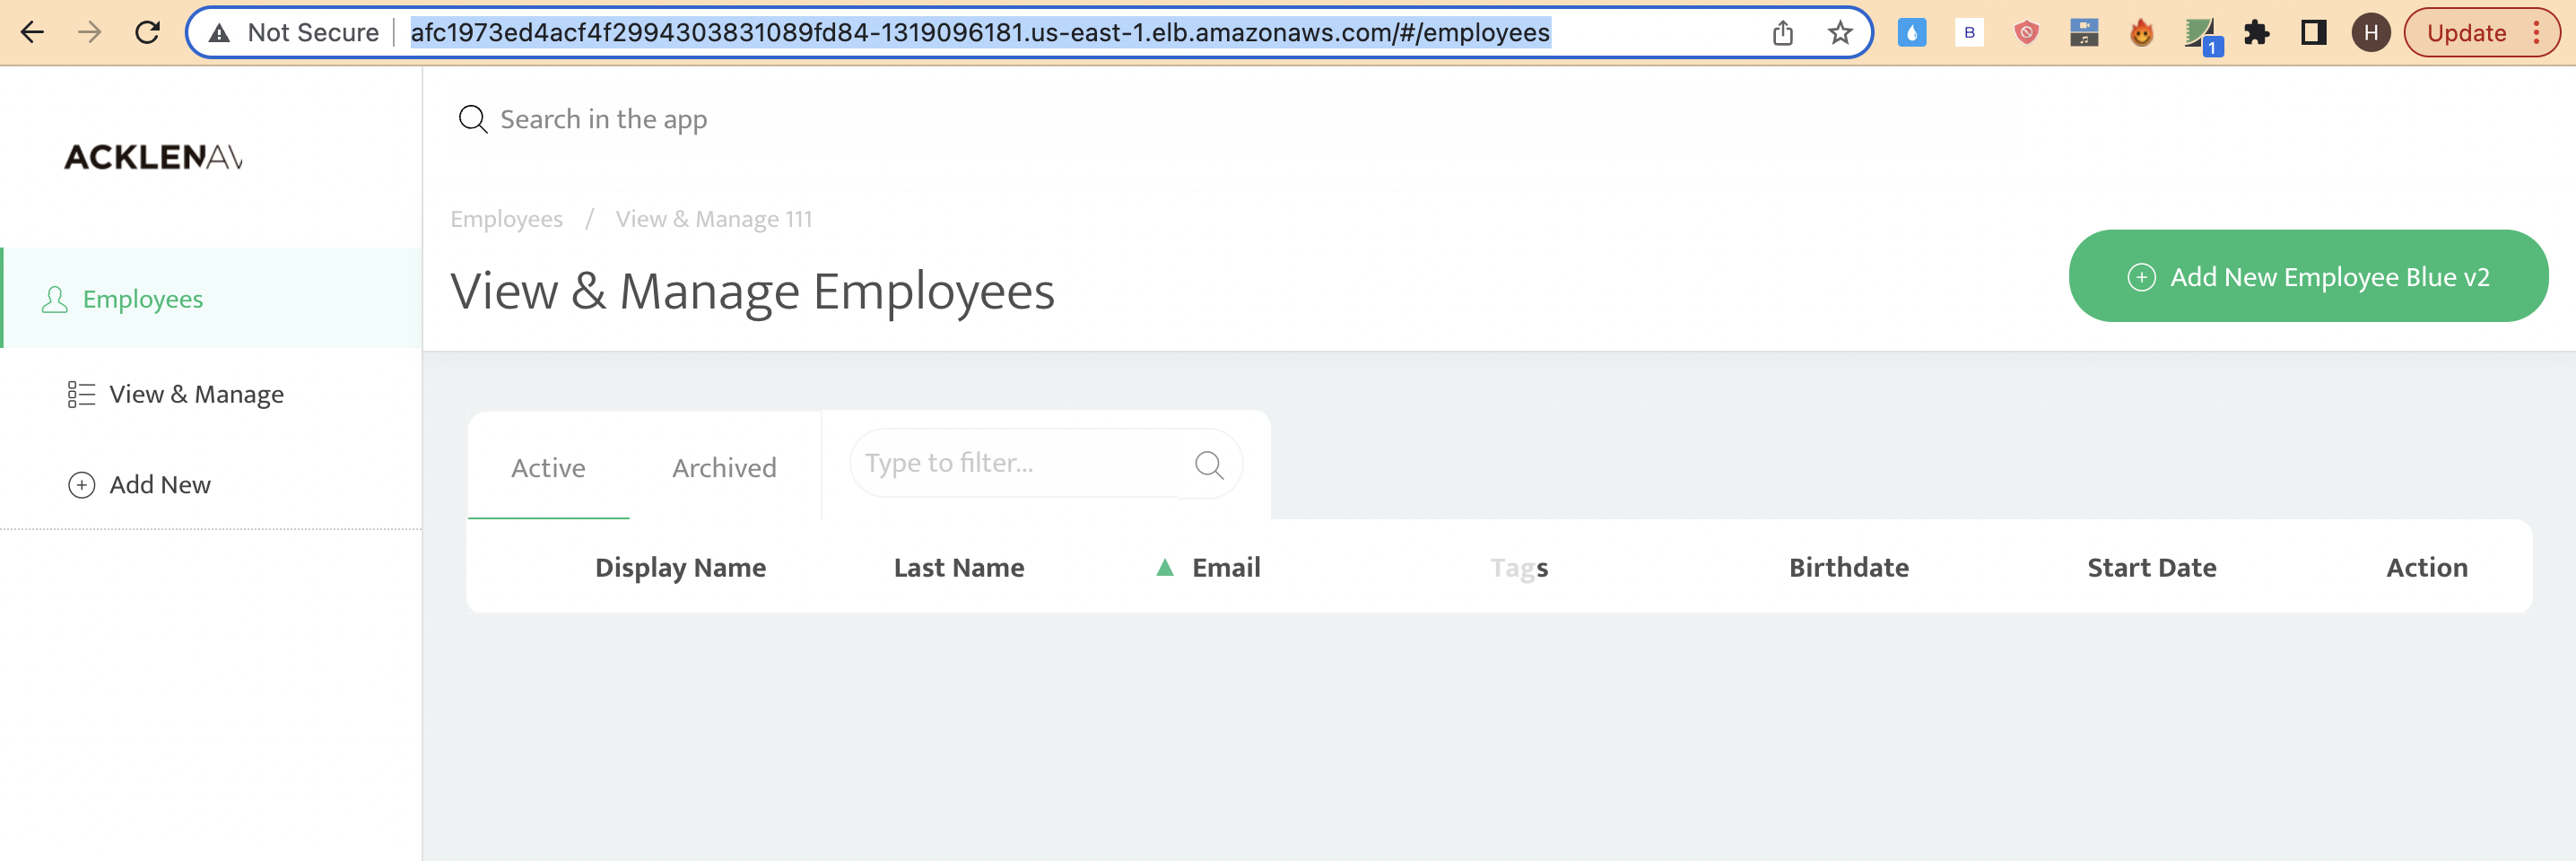 Not Secure
afc1973ed4acf4f2994303831089fd84-1319096181.us-east-1.elb.amazonaws.com/#/employees
B
1
H
Update
Search in the app
ACKLENAV
Employees / View & Manage 111
View & Manage Employees
Add New Employee Blue v2
Employees
View & Manage
Add New
Active
Archived
Type to filter...
Display Name
Last Name
Email
Tags
Birthdate
Start Date
Action